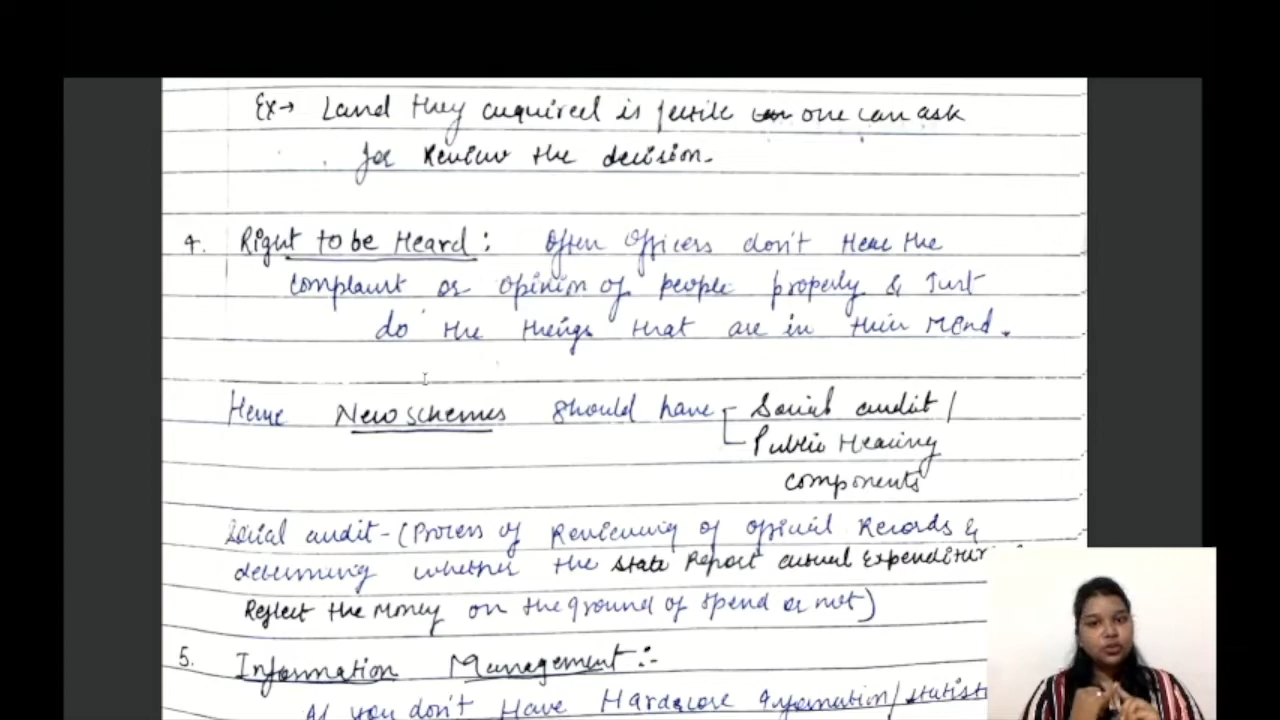 Ex→ Land they acquired is fertile one can ask
for Review the decision.
4. Right to be Heard: Often Officers don't Hear the
complaint or opinion of people properly & Just
do the things that are in their Mind.
Hence New schemes should have Social audit /
Public Hearing
components
Social audit - (Process of Reviewing of official Records &
determining whether the State Report actual Expenditure
Reflect the Money on the ground of spend or not)
5. Information Management:-
As you don't Have Hardcore Information/statist